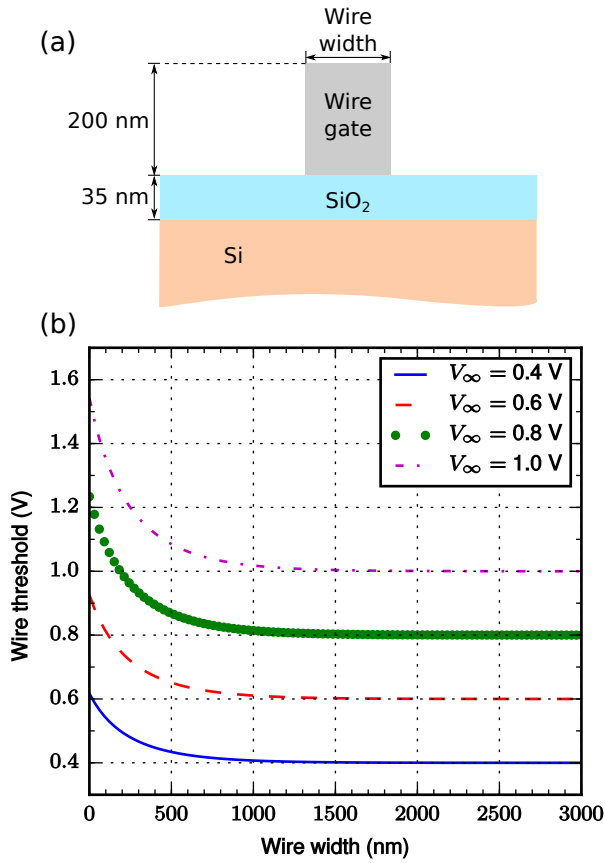 (a)
Wire
width
200 nm
Wire
gate
35 nm
SiO₂
Si
(b)
V∞ = 0.4 V
V∞ = 0.6 V
V∞ = 0.8 V
V∞ = 1.0 V
Wire threshold (V)
1.6
1.4
1.2
1.0
0.8
0.6
0.4
0 500 1000 1500 2000 2500 3000
Wire width (nm)